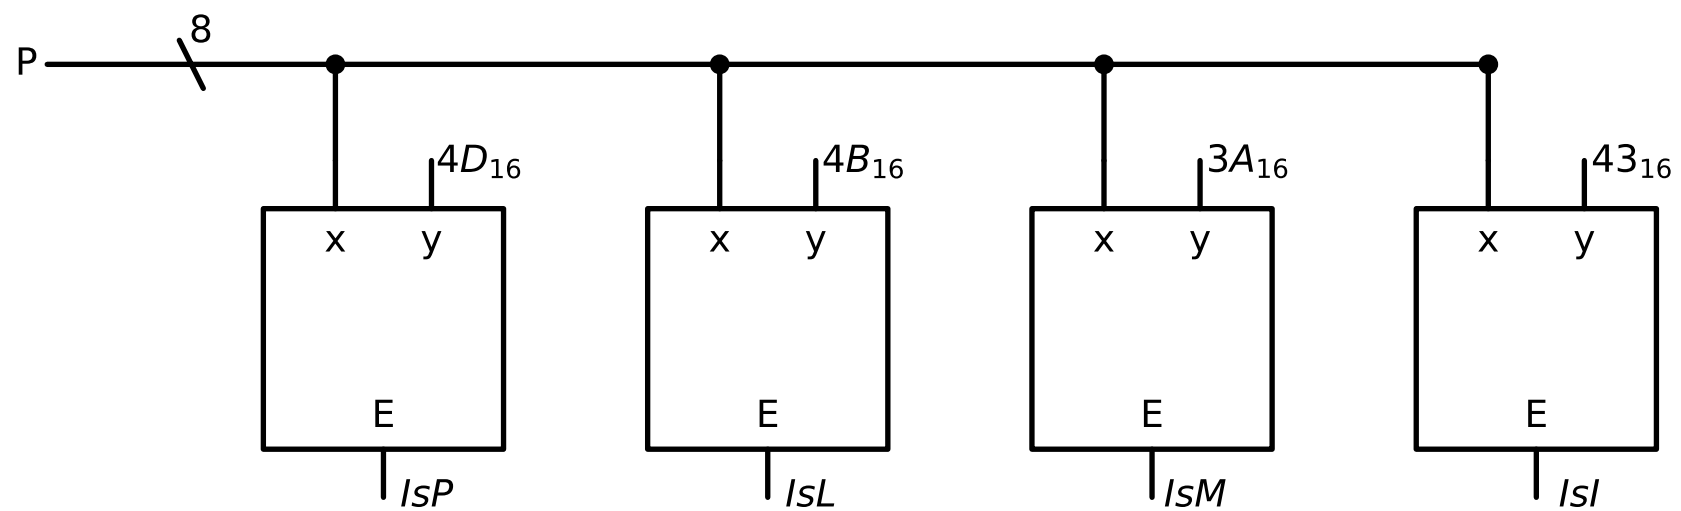 8
P
4D₁₆ 4B₁₆ 3A₁₆ 43₁₆
x y x y x y x y
E E E E
IsP IsL IsM IsI